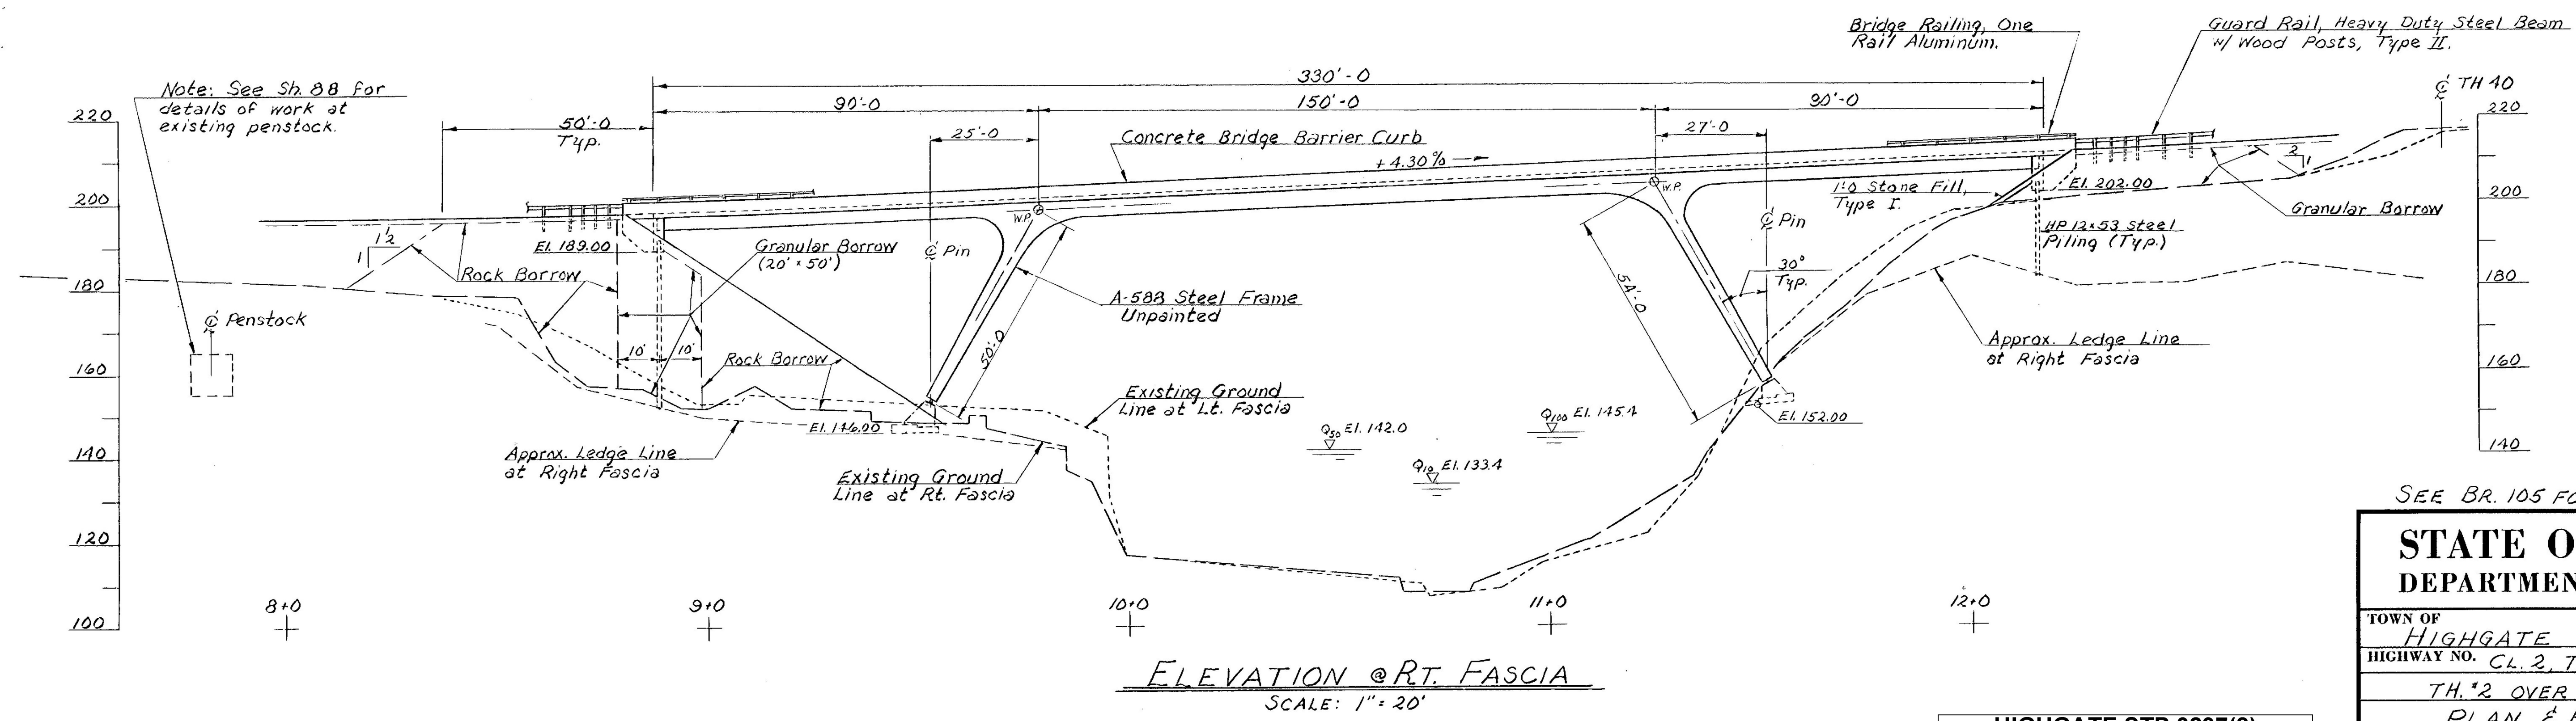 Bridge Railing, One
Rail Aluminum.
Guard Rail, Heavy Duty Steel Beam
w/ Wood Posts, Type II.
Note: See Sh. 88 for
details of work at
existing penstock.
330'-0
90'-0
150'-0
90'-0
50'-0
Typ.
25'-0
27'-0
Concrete Bridge Barrier Curb
+4.30%
℄ TH 40
220
200
180
160
140
120
100
220
200
180
160
140
W.P.
W.P.
1'-0 Stone Fill,
Type I.
El. 202.00
Granular Borrow
2
1
℄ Pin
℄ Pin
HP 12x53 Steel
Piling (Typ.)
1½
1
El. 189.00
Rock Borrow
Granular Borrow
(20' x 50')
A-588 Steel Frame
Unpainted
30°
Typ.
54'-0
50'-0
℄ Penstock
10'
10'
Rock Borrow
Existing Ground
Line at Lt. Fascia
Approx. Ledge Line
at Right Fascia
El. 146.00
El. 152.00
Q100 El. 145.4
Q50 El. 142.0
Q10 El. 133.4
Approx. Ledge Line
at Right Fascia
Existing Ground
Line at Rt. Fascia
8+0
9+0
10+0
11+0
12+0
ELEVATION @ RT. FASCIA
SCALE: 1" = 20'
SEE BR. 105
STATE O
DEPARTMEN
TOWN OF
HIGHGATE
HIGHWAY NO. CL. 2, T
TH. #2 OVER
PLAN &
HIGHGATE STP